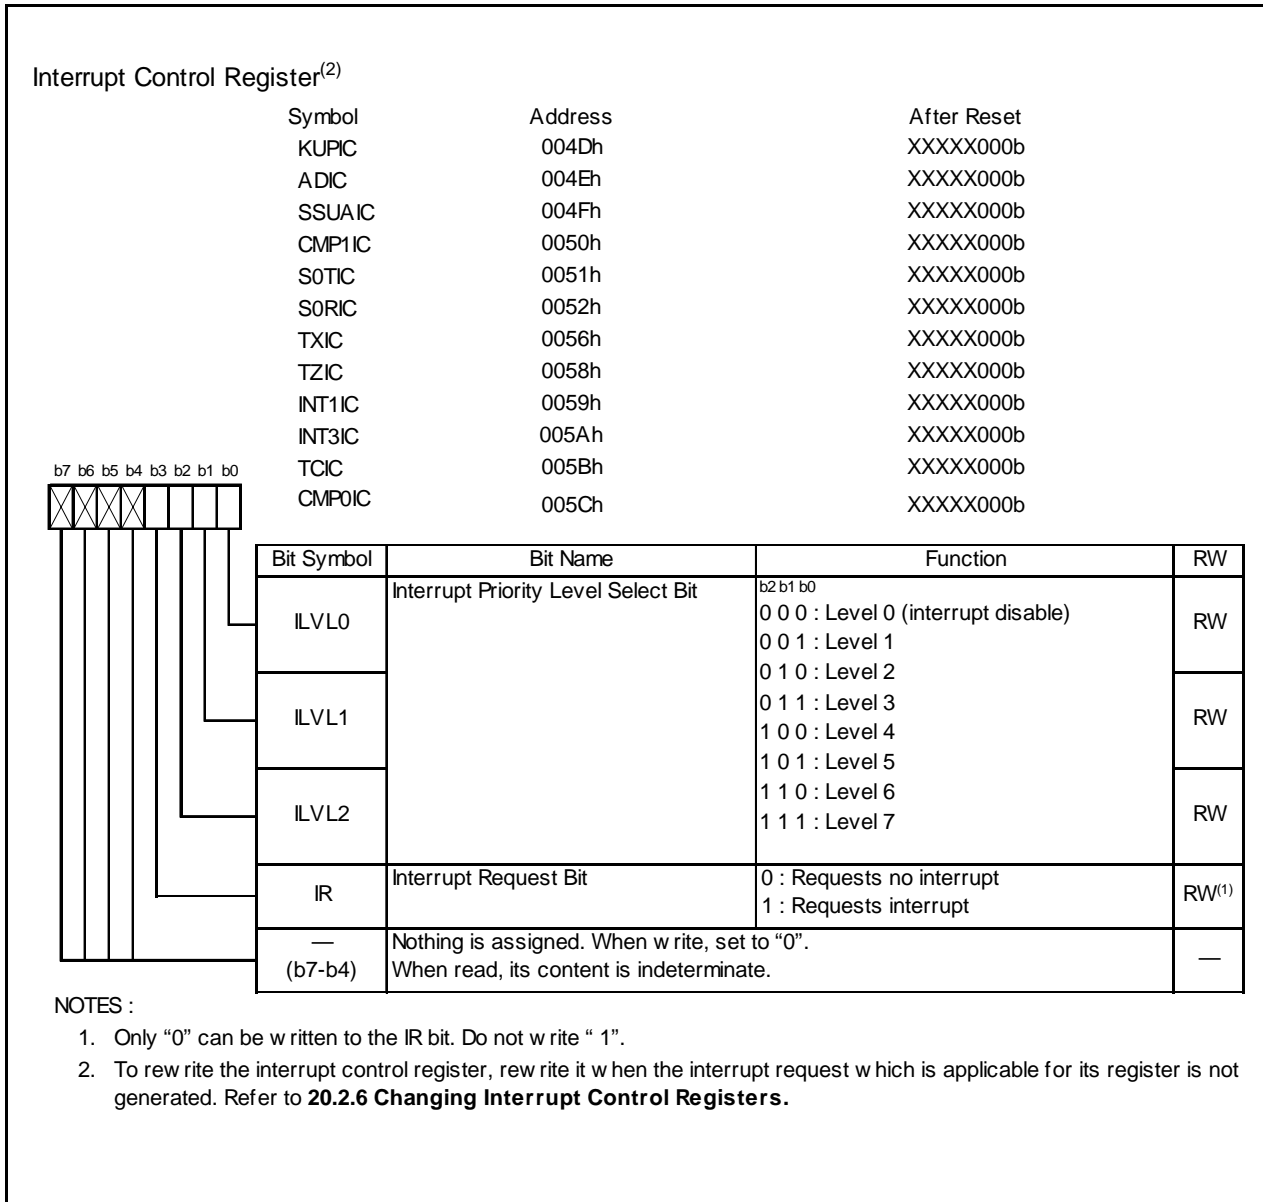 Interrupt Control Register(2)
Symbol Address After Reset
KUPIC 004Dh XXXXX000b
ADIC 004Eh XXXXX000b
SSUAIC 004Fh XXXXX000b
CMP1IC 0050h XXXXX000b
S0TIC 0051h XXXXX000b
S0RIC 0052h XXXXX000b
TXIC 0056h XXXXX000b
TZIC 0058h XXXXX000b
INT1IC 0059h XXXXX000b
INT3IC 005Ah XXXXX000b
b7 b6 b5 b4 b3 b2 b1 b0 TCIC 005Bh XXXXX000b
CMP0IC 005Ch XXXXX000b
Bit Symbol Bit Name Function RW
ILVL0 Interrupt Priority Level Select Bit b2 b1 b0
0 0 0 : Level 0 (interrupt disable) RW
0 0 1 : Level 1
0 1 0 : Level 2
ILVL1 0 1 1 : Level 3 RW
1 0 0 : Level 4
1 0 1 : Level 5
ILVL2 1 1 0 : Level 6 RW
1 1 1 : Level 7
IR Interrupt Request Bit 0 : Requests no interrupt RW(1)
1 : Requests interrupt
— Nothing is assigned. When write, set to “0”. —
(b7-b4) When read, its content is indeterminate.
NOTES :
1. Only “0” can be written to the IR bit. Do not write “ 1”.
2. To rewrite the interrupt control register, rewrite it when the interrupt request which is applicable for its register is not
generated. Refer to 20.2.6 Changing Interrupt Control Registers.